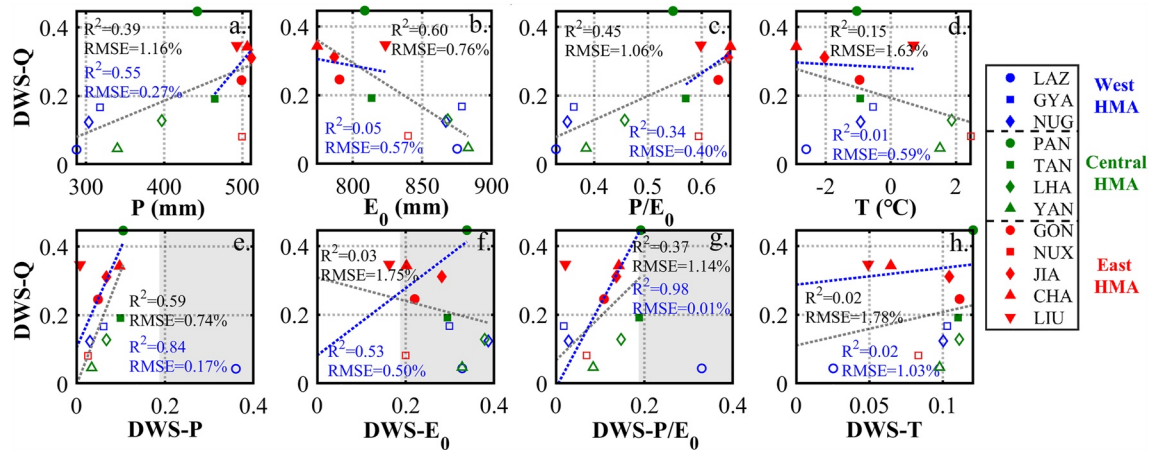 DWS-Q
0.4
0.2
0
a.
R²=0.39
RMSE=1.16%
R²=0.55
RMSE=0.27%
300
400
500
P (mm)
b.
R²=0.60
RMSE=0.76%
R²=0.05
RMSE=0.57%
800
900
E₀ (mm)
c.
R²=0.45
RMSE=1.06%
R²=0.34
RMSE=0.40%
0.4
0.5
0.6
P/E₀
d.
R²=0.15
RMSE=1.63%
R²=0.01
RMSE=0.59%
-2
0
2
T (°C)
DWS-Q
0.4
0.2
0
e.
R²=0.59
RMSE=0.74%
R²=0.84
RMSE=0.17%
0
0.2
0.4
DWS-P
f.
R²=0.03
RMSE=1.75%
R²=0.53
RMSE=0.50%
0
0.2
0.4
DWS-E₀
g.
R²=0.37
RMSE=1.14%
R²=0.98
RMSE=0.01%
0
0.2
0.4
DWS-P/E₀
h.
R²=0.02
RMSE=1.78%
R²=0.02
RMSE=1.03%
0
0.05
0.1
DWS-T
LAZ
GYA
NUG
West
HMA
PAN
TAN
LHA
YAN
Central
HMA
GON
NUX
JIA
CHA
LIU
East
HMA